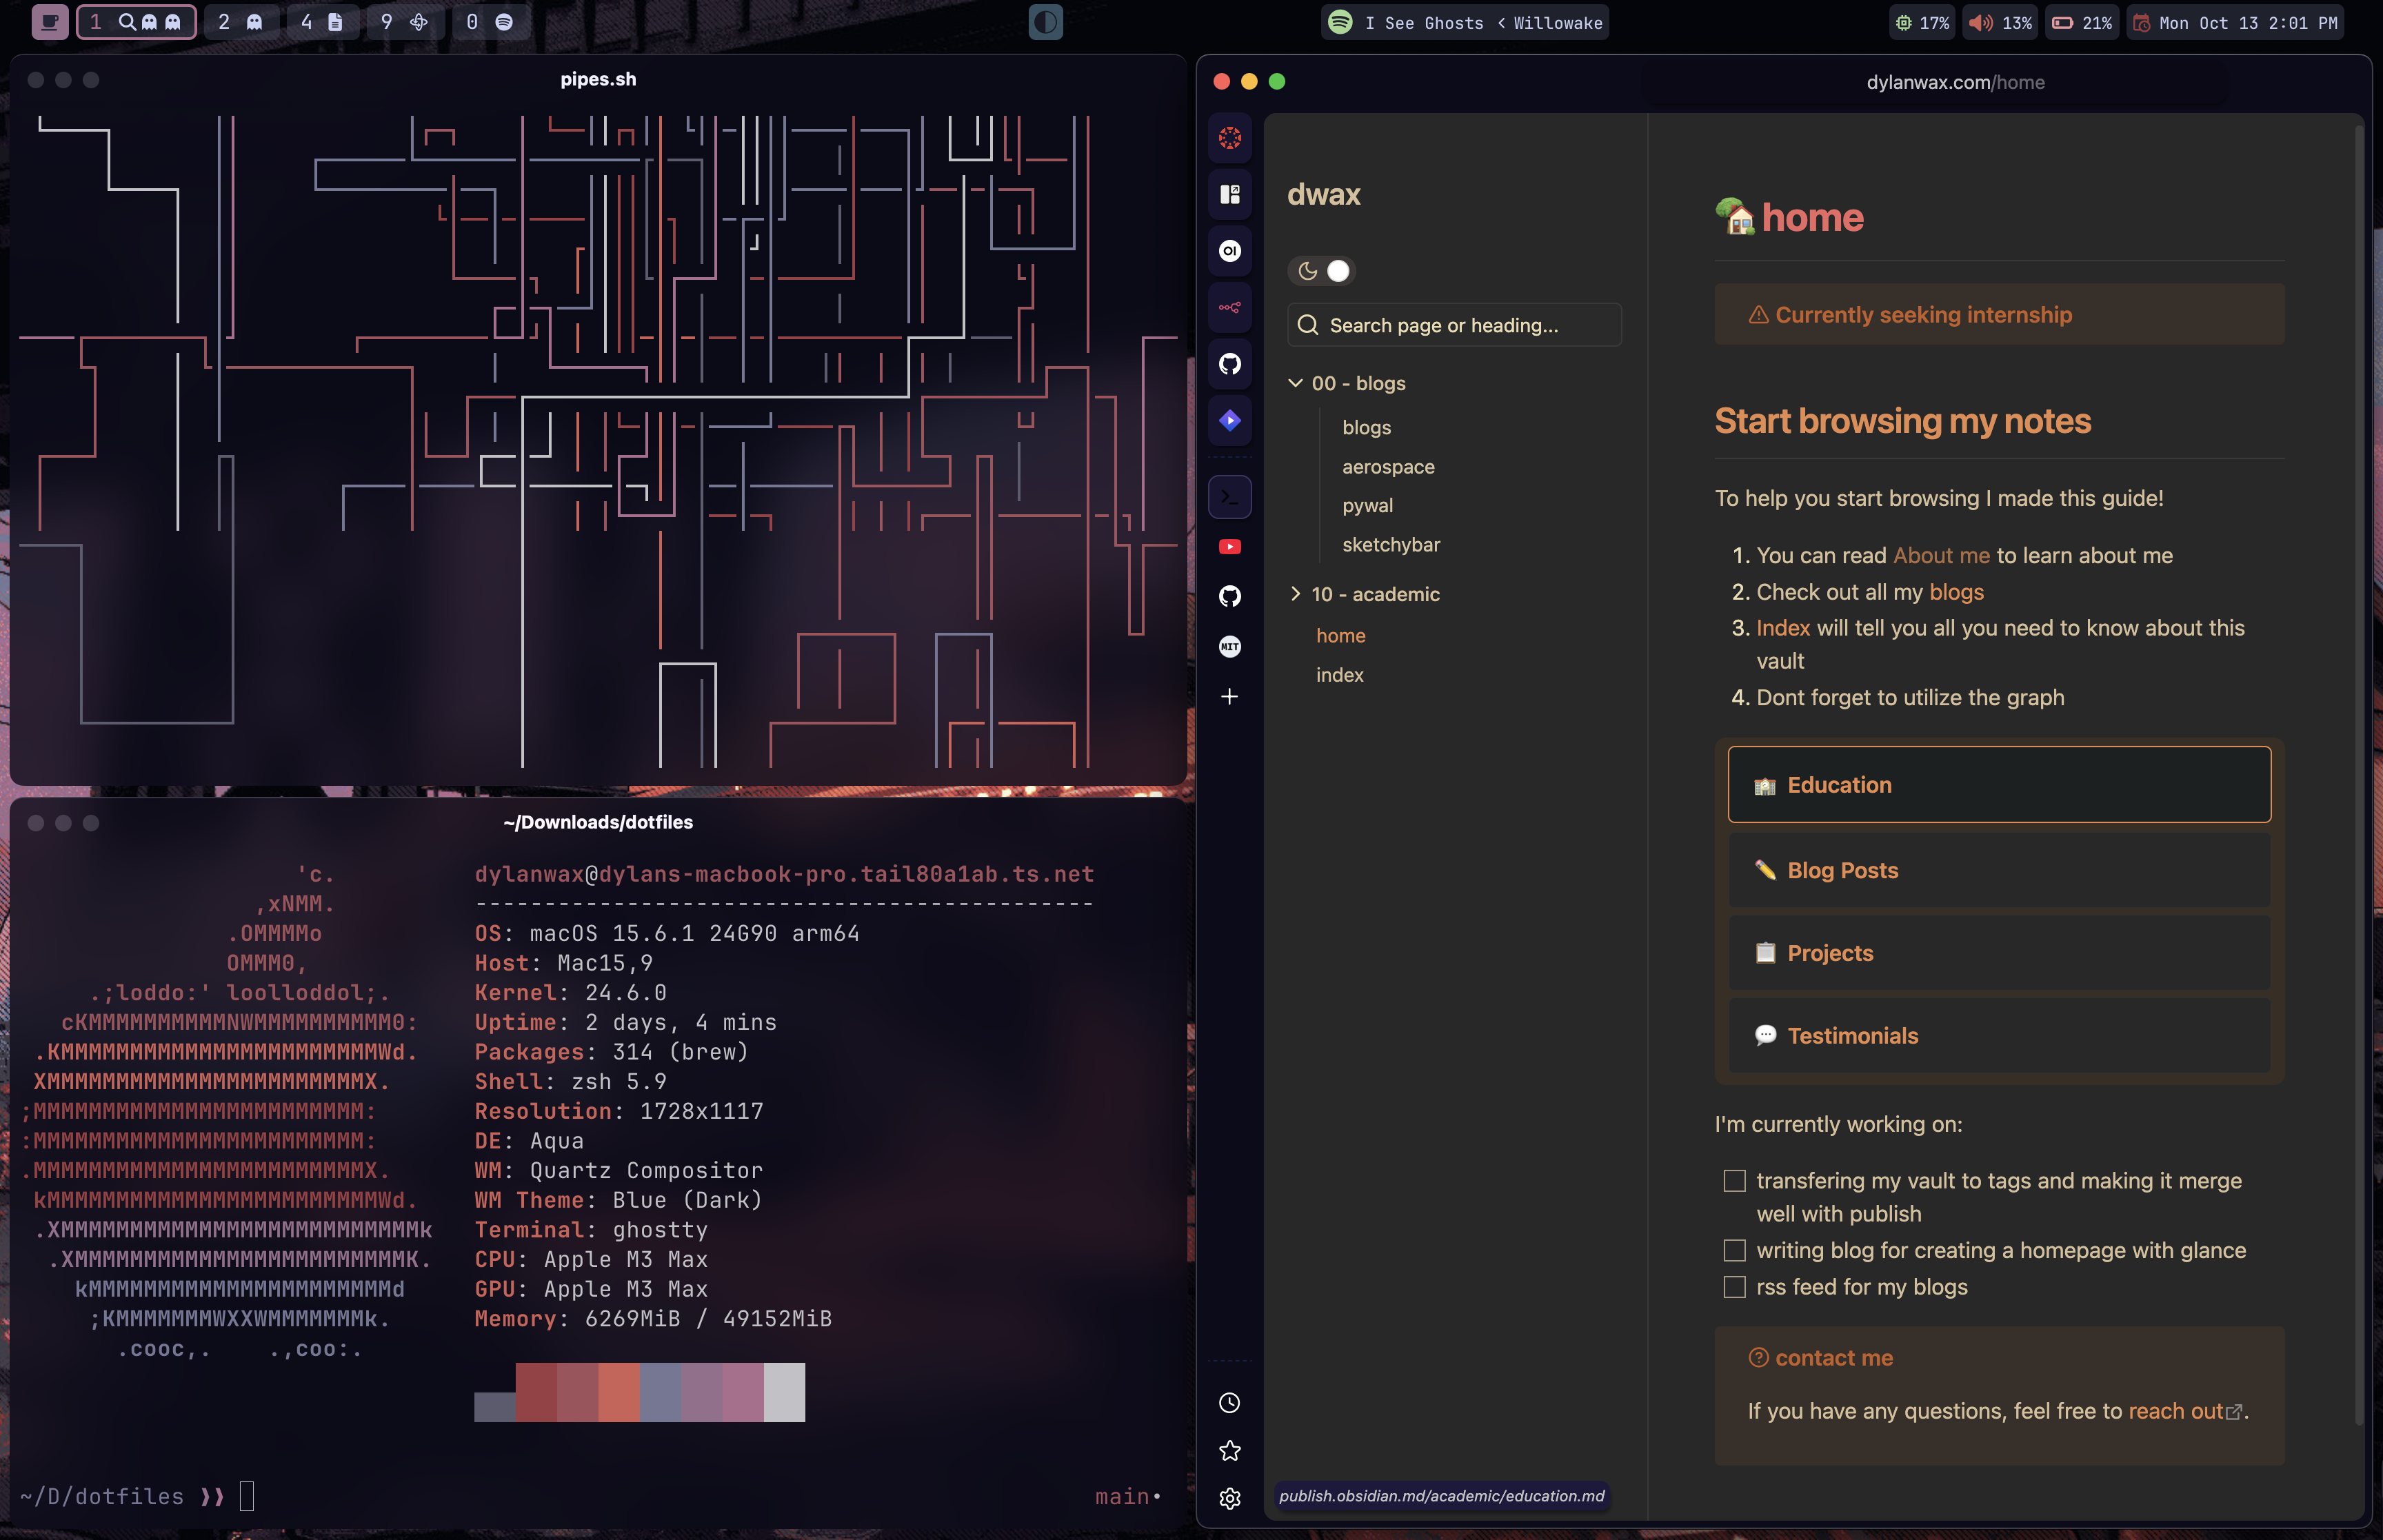 1
2
4
9
0
I See Ghosts < Willowake
17%
13%
21%
Mon Oct 13 2:01 PM
pipes.sh
~/Downloads/dotfiles
'c.
,xNMM.
.OMMMMo
OMMM0,
.;loddo:' loolloddol;.
cKMMMMMMMMMMNWMMMMMMMMMM0:
.KMMMMMMMMMMMMMMMMMMMMMMMWd.
XMMMMMMMMMMMMMMMMMMMMMMMX.
;MMMMMMMMMMMMMMMMMMMMMMMM:
:MMMMMMMMMMMMMMMMMMMMMMMM:
.MMMMMMMMMMMMMMMMMMMMMMMMX.
kMMMMMMMMMMMMMMMMMMMMMMMMWd.
.XMMMMMMMMMMMMMMMMMMMMMMMMMMk
.XMMMMMMMMMMMMMMMMMMMMMMMMK.
kMMMMMMMMMMMMMMMMMMMMMMd
;KMMMMMMMWXXWMMMMMMMk.
.cooc,.    .,coo:.
dylanwax@dylans-macbook-pro.tail80a1ab.ts.net
---------------------------------------------
OS: macOS 15.6.1 24G90 arm64
Host: Mac15,9
Kernel: 24.6.0
Uptime: 2 days, 4 mins
Packages: 314 (brew)
Shell: zsh 5.9
Resolution: 1728x1117
DE: Aqua
WM: Quartz Compositor
WM Theme: Blue (Dark)
Terminal: ghostty
CPU: Apple M3 Max
GPU: Apple M3 Max
Memory: 6269MiB / 49152MiB
~/D/dotfiles ❯❯
main•
dylanwax.com/home
OI
MIT
dwax
Search page or heading...
00 - blogs
blogs
aerospace
pywal
sketchybar
10 - academic
home
index
publish.obsidian.md/academic/education.md
🏡 home
Currently seeking internship
Start browsing my notes
To help you start browsing I made this guide!
1. You can read About me to learn about me
2. Check out all my blogs
3. Index will tell you all you need to know about this
vault
4. Dont forget to utilize the graph
🏫 Education
✏️ Blog Posts
📋 Projects
💬 Testimonials
I'm currently working on:
transfering my vault to tags and making it merge
well with publish
writing blog for creating a homepage with glance
rss feed for my blogs
contact me
If you have any questions, feel free to reach out.